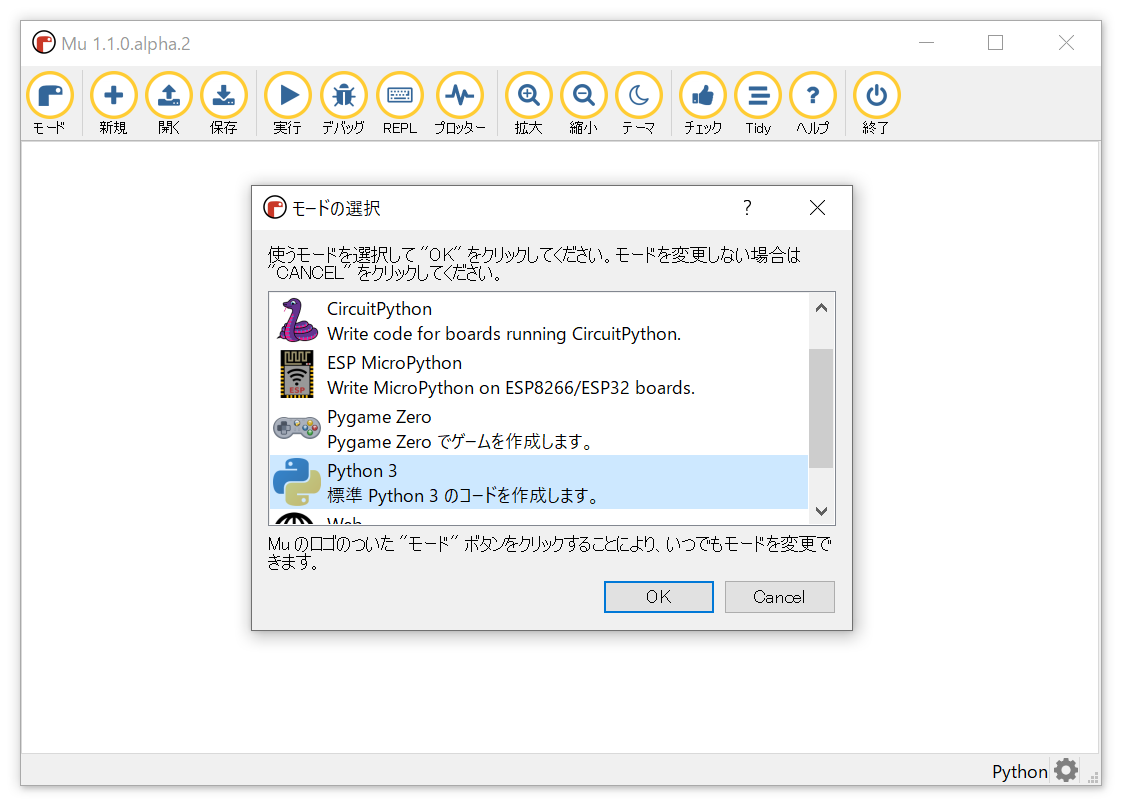 Mu 1.1.0.alpha.2
モード 新規 開く 保存 実行 デバッグ REPL プロッター 拡大 縮小 テーマ チェック Tidy ヘルプ 終了
モードの選択
使うモードを選択して "OK" をクリックしてください。モードを変更しない場合は
"CANCEL" をクリックしてください。
CircuitPython
Write code for boards running CircuitPython.
ESP MicroPython
Write MicroPython on ESP8266/ESP32 boards.
Pygame Zero
Pygame Zero でゲームを作成します。
Python 3
標準 Python 3 のコードを作成します。
Web
Mu のロゴのついた "モード" ボタンをクリックすることにより、いつでもモードを変更で
きます。
OK Cancel
Python